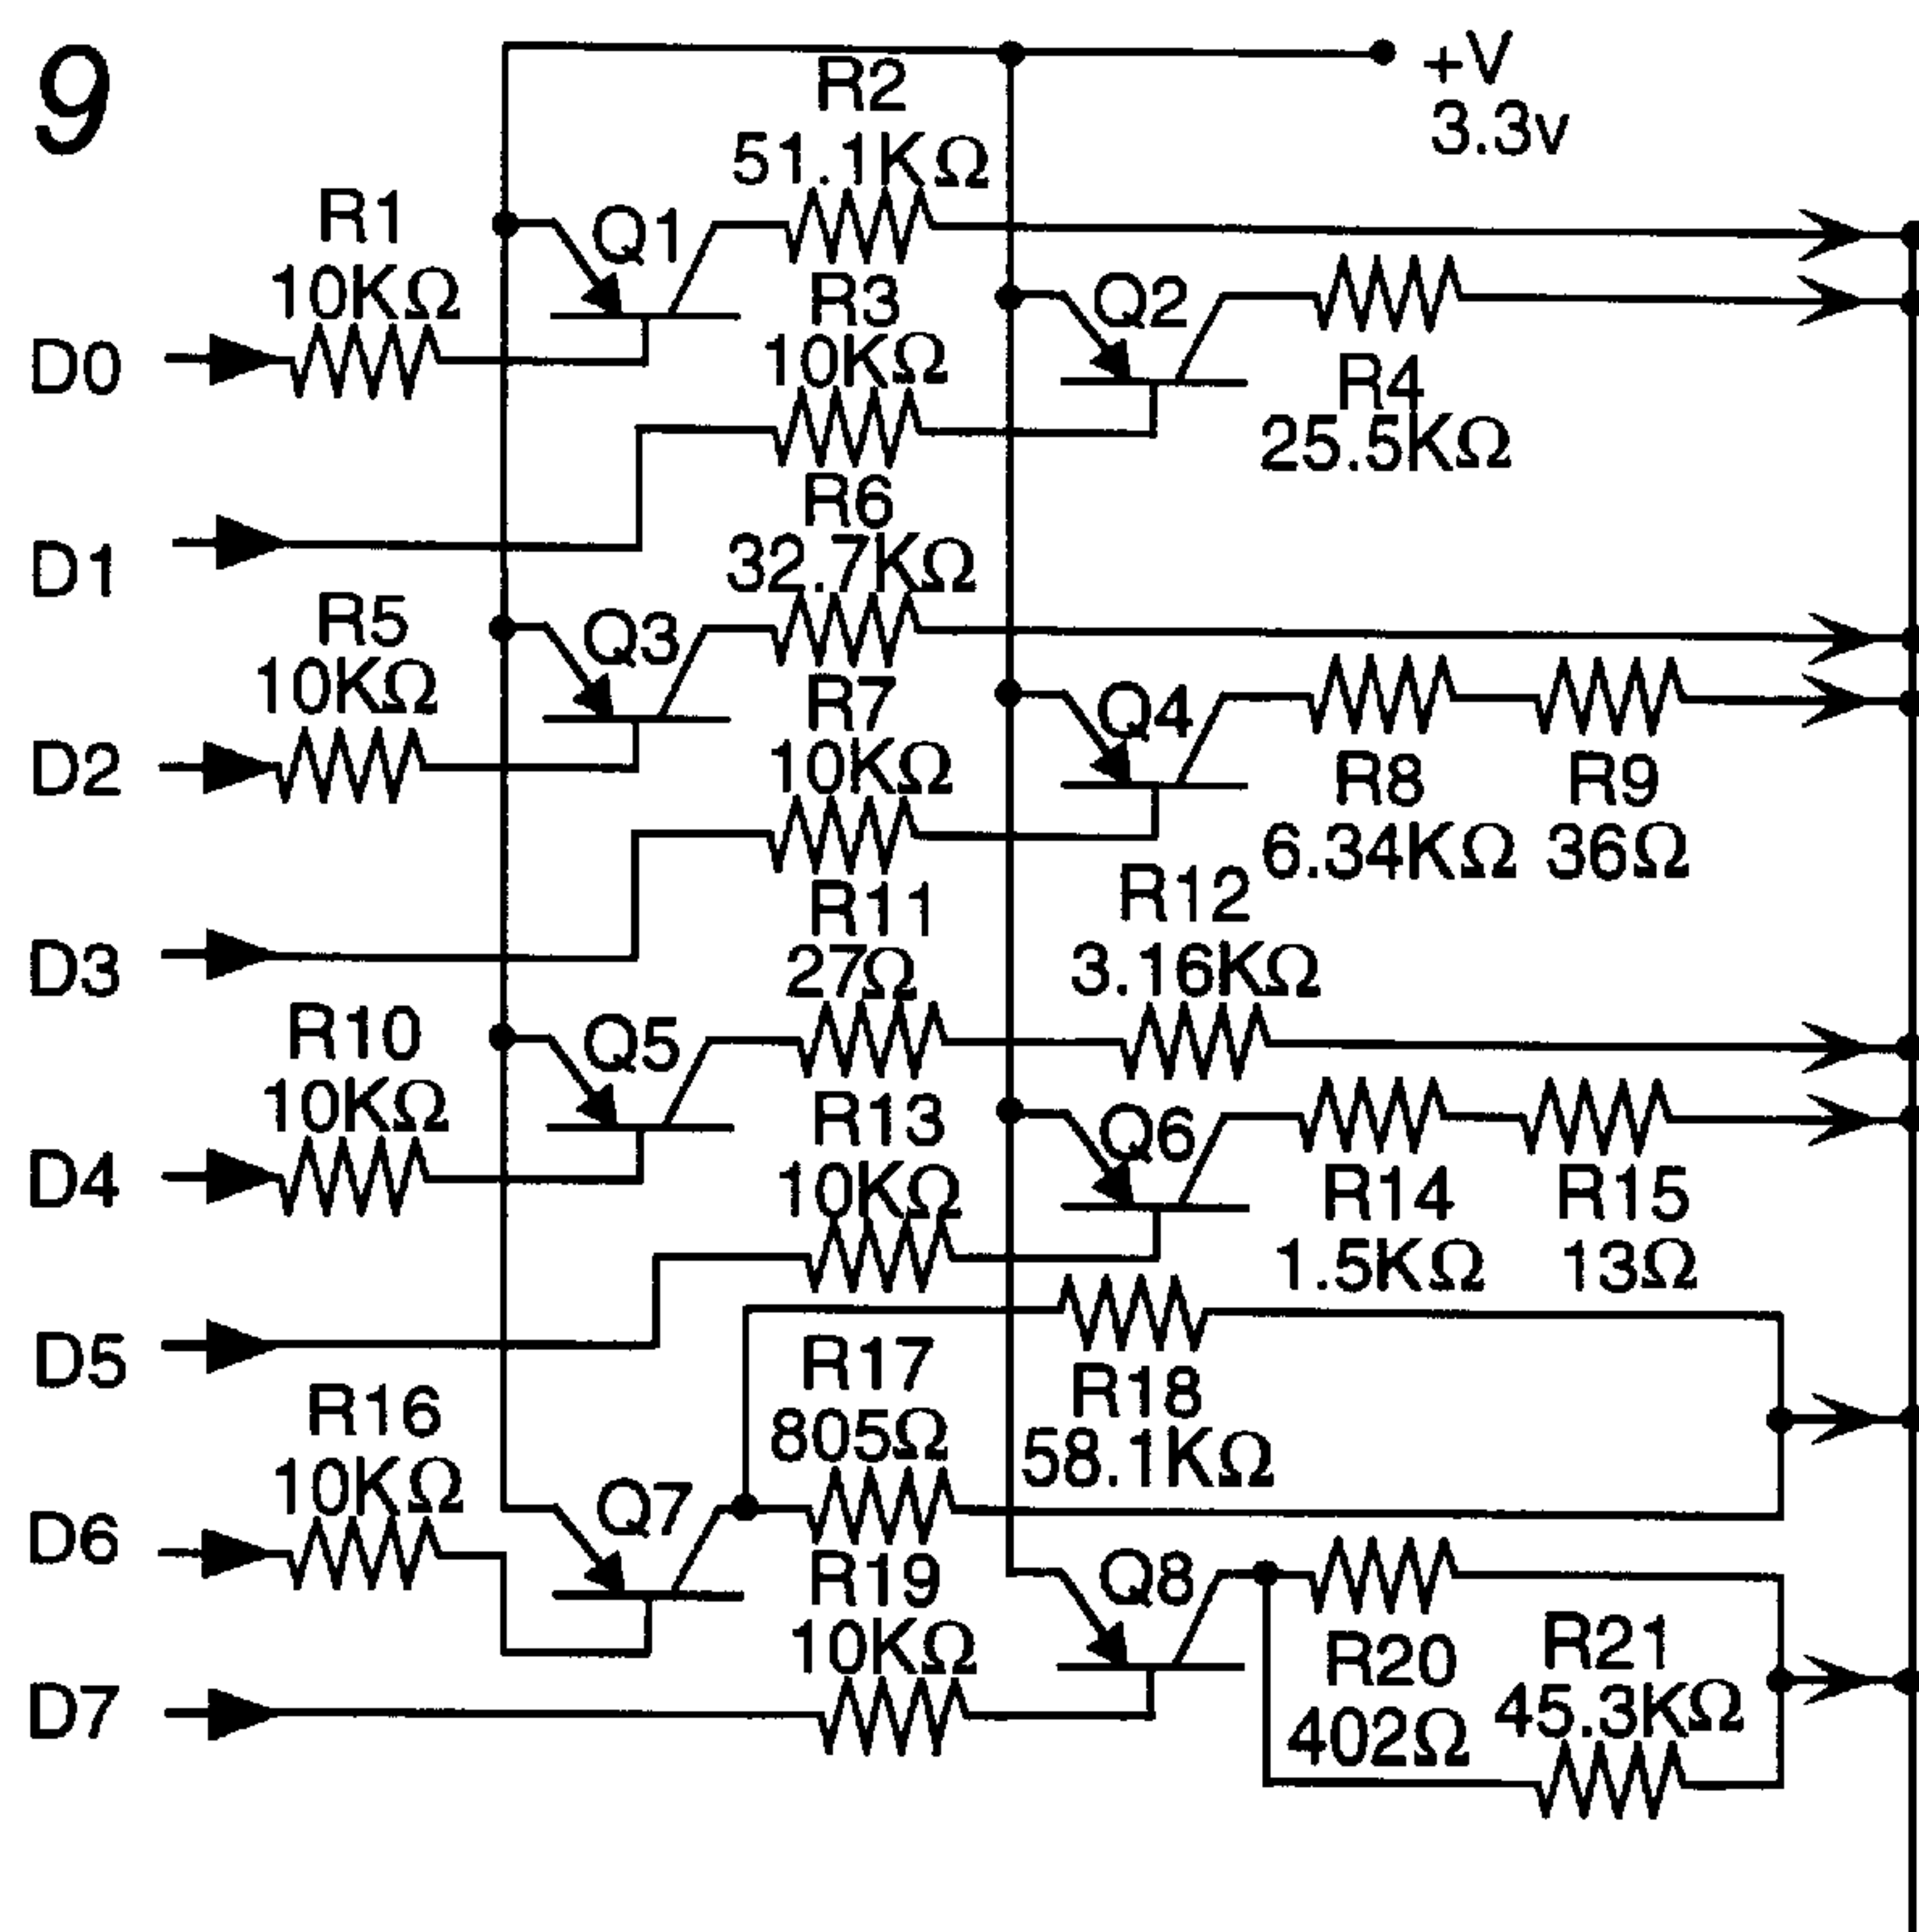 9
+V
3.3v
R2
51.1KΩ
R1
10KΩ
Q1
D0
R3
10KΩ
Q2
R4
25.5KΩ
D1
R6
32.7KΩ
R5
10KΩ
Q3
D2
R7
10KΩ
Q4
R8
6.34KΩ
R9
36Ω
D3
R11
27Ω
R12
3.16KΩ
R10
10KΩ
Q5
D4
R13
10KΩ
Q6
R14
1.5KΩ
R15
13Ω
D5
R17
805Ω
R18
58.1KΩ
R16
10KΩ
Q7
D6
R19
10KΩ
Q8
R20
402Ω
R21
45.3KΩ
D7